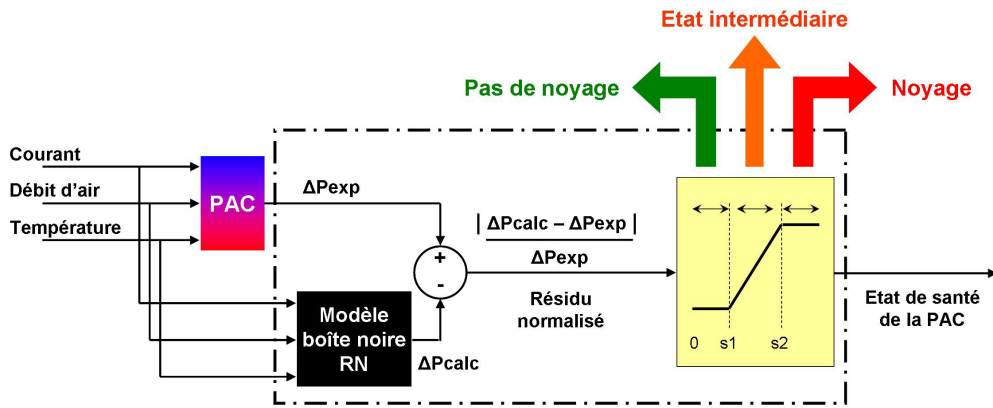 Etat intermédiaire
Pas de noyage
Noyage
Courant
Débit d'air
Température
PAC
ΔPexp
| ΔPcalc – ΔPexp |
ΔPexp
Résidu
normalisé
+
-
Modèle
boîte noire
RN
ΔPcalc
0 s1 s2
Etat de santé
de la PAC